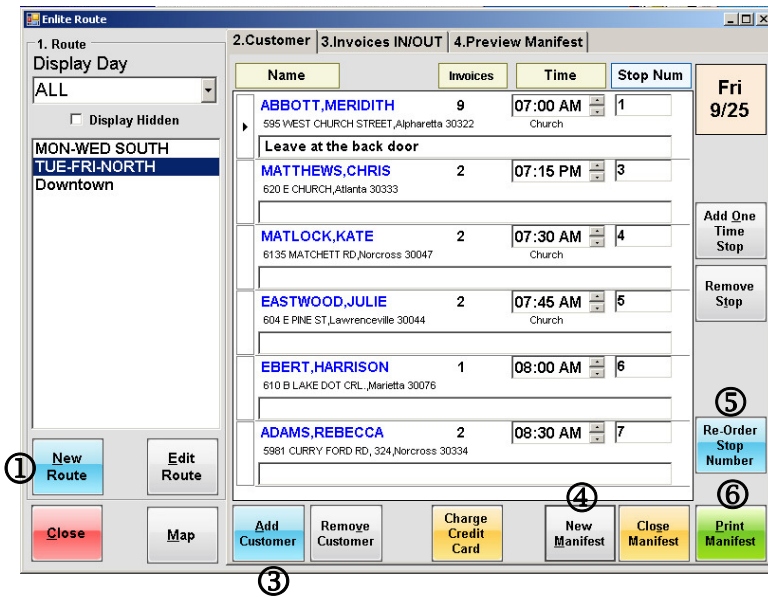 Enlite Route
1. Route
Display Day
ALL
Display Hidden
MON-WED SOUTH
TUE-FRI-NORTH
Downtown
① New Route
Edit Route
Close
Map
2.Customer 3.Invoices IN/OUT 4.Preview Manifest
Name Invoices Time Stop Num
ABBOTT,MERIDITH 9 07:00 AM 1
595 WEST CHURCH STREET,Alpharetta 30322 Church
Leave at the back door
MATTHEWS,CHRIS 2 07:15 PM 3
620 E CHURCH,Atlanta 30333
MATLOCK,KATE 2 07:30 AM 4
6135 MATCHETT RD,Norcross 30047 Church
EASTWOOD,JULIE 2 07:45 AM 5
604 E PINE ST,Lawrenceville 30044 Church
EBERT,HARRISON 1 08:00 AM 6
610 B LAKE DOT CRL.,Marietta 30076
ADAMS,REBECCA 2 08:30 AM 7
5981 CURRY FORD RD, 324,Norcross 30334
Fri
9/25
Add One
Time
Stop
Remove
Stop
⑤
Re-Order
Stop
Number
④ ⑥
Add
Customer
Remove
Customer
Charge
Credit
Card
New
Manifest
Close
Manifest
Print
Manifest
③